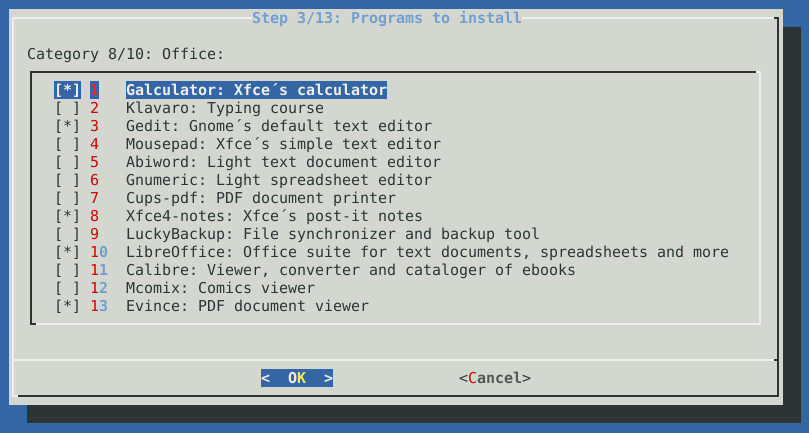 Step 3/13: Programs to install
Category 8/10: Office:
[*] 1 Galculator: Xfce´s calculator
[ ] 2 Klavaro: Typing course
[*] 3 Gedit: Gnome´s default text editor
[ ] 4 Mousepad: Xfce´s simple text editor
[ ] 5 Abiword: Light text document editor
[ ] 6 Gnumeric: Light spreadsheet editor
[ ] 7 Cups-pdf: PDF document printer
[*] 8 Xfce4-notes: Xfce´s post-it notes
[ ] 9 LuckyBackup: File synchronizer and backup tool
[*] 10 LibreOffice: Office suite for text documents, spreadsheets and more
[ ] 11 Calibre: Viewer, converter and cataloger of ebooks
[ ] 12 Mcomix: Comics viewer
[*] 13 Evince: PDF document viewer
< OK > <Cancel>